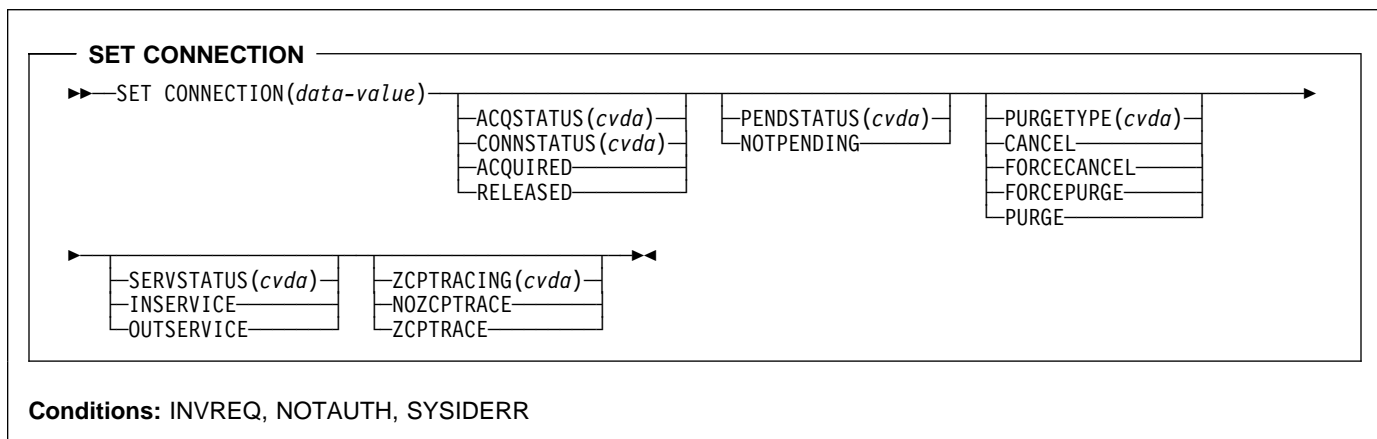 SET CONNECTION
SET CONNECTION(data-value)
ACQSTATUS(cvda) PENDSTATUS(cvda) PURGETYPE(cvda)
CONNSTATUS(cvda) NOTPENDING CANCEL
ACQUIRED FORCECANCEL
RELEASED FORCEPURGE
PURGE
SERVSTATUS(cvda) ZCPTRACING(cvda)
INSERVICE NOZCPTRACE
OUTSERVICE ZCPTRACE
Conditions: INVREQ, NOTAUTH, SYSIDERR